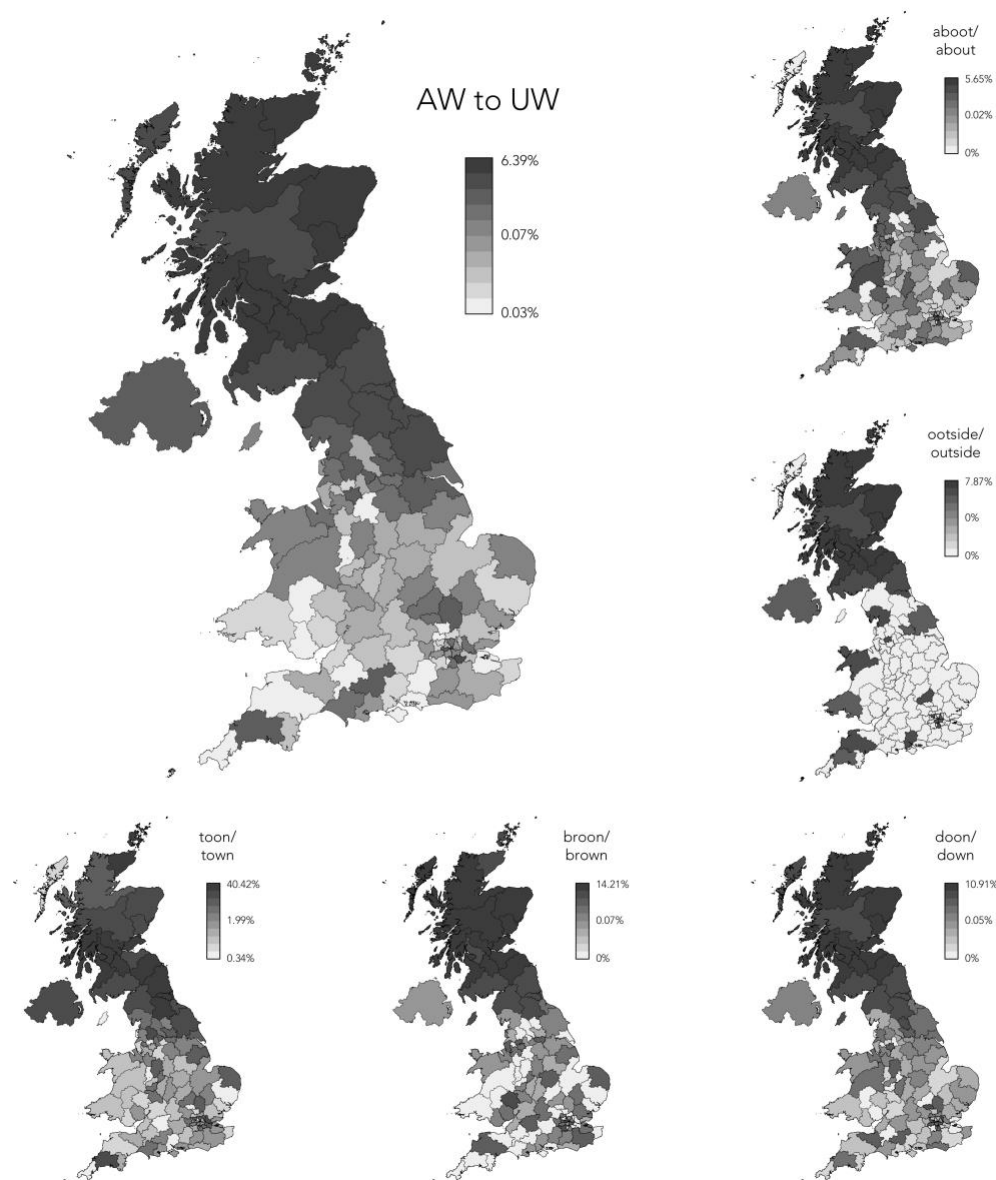 AW to UW
6.39%
0.07%
0.03%
aboot/
about
5.65%
0.02%
0%
ootside/
outside
7.87%
0%
0%
toon/
town
40.42%
1.99%
0.34%
broon/
brown
14.21%
0.07%
0%
doon/
down
10.91%
0.05%
0%